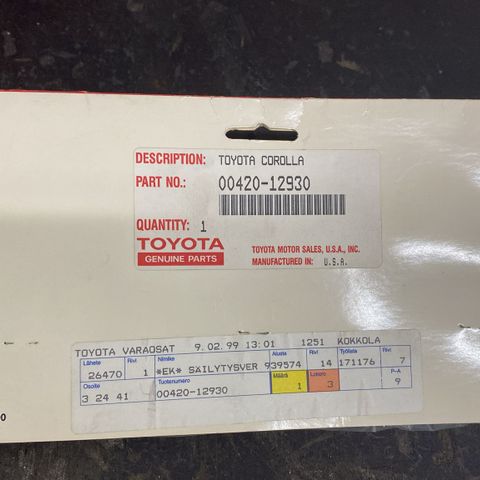 DESCRIPTION: TOYOTA COROLLA
PART NO.: 00420-12930
QUANTITY: 1
TOYOTA
GENUINE PARTS
TOYOTA MOTOR SALES, U.S.A., INC.
MANUFACTURED IN: U.S.A.
TOYOTA VARAOSAT 9.02.99 13:01 1251 KOKKOLA
Lähete Rivi Nimike Alusta Rivi Työlista Rivi
26470 1 *EK* SÄILYTYSVER 939574 14 171176 7
Osoite Tuotenumero Määrä Lokero P-A
3 24 41 00420-12930 1 3 9